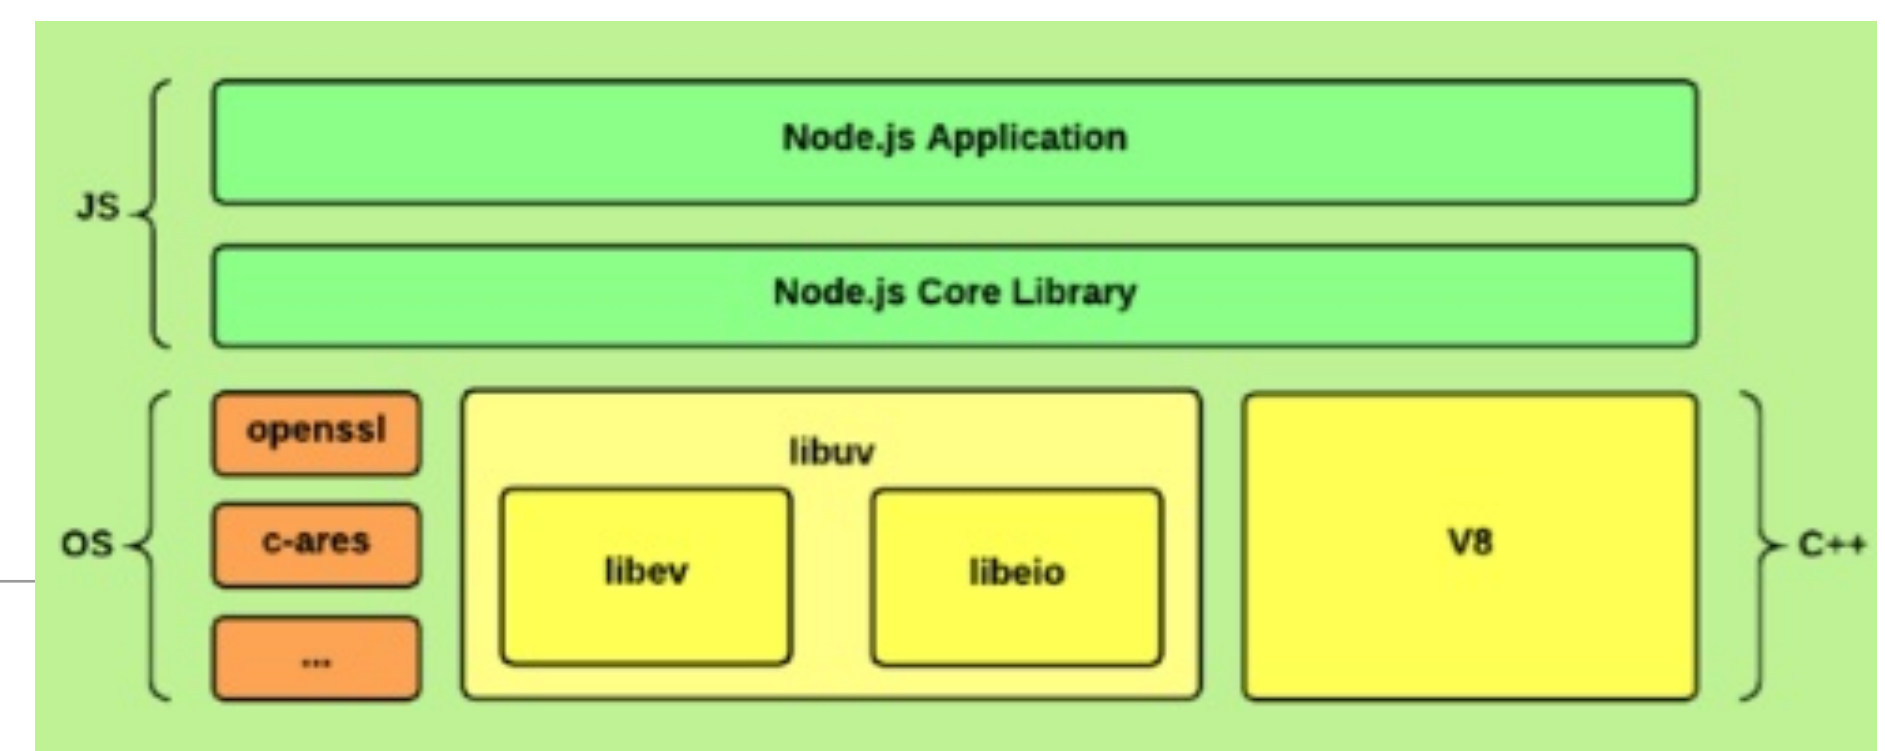 Node.js Application
JS
Node.js Core Library
openssl
libuv
c-ares
V8
OS
C++
libev
libeio
...